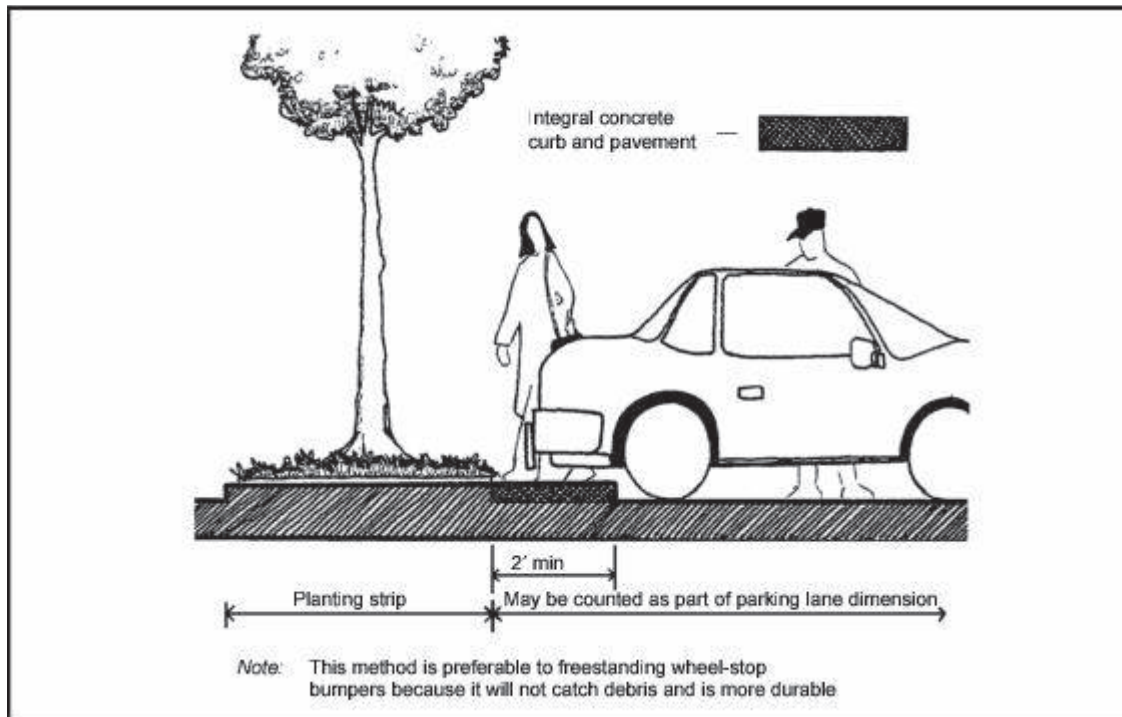 Integral concrete
curb and pavement
2' min
Planting strip
May be counted as part of parking lane dimension
Note: This method is preferable to freestanding wheel-stop
bumpers because it will not catch debris and is more durable